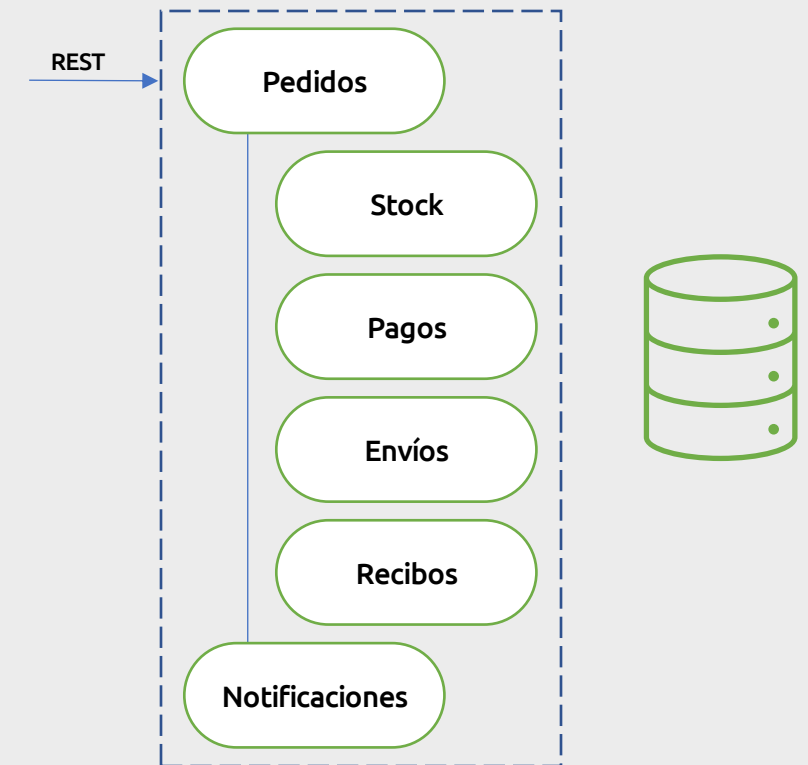 REST
Pedidos
Stock
Pagos
Envíos
Recibos
Notificaciones